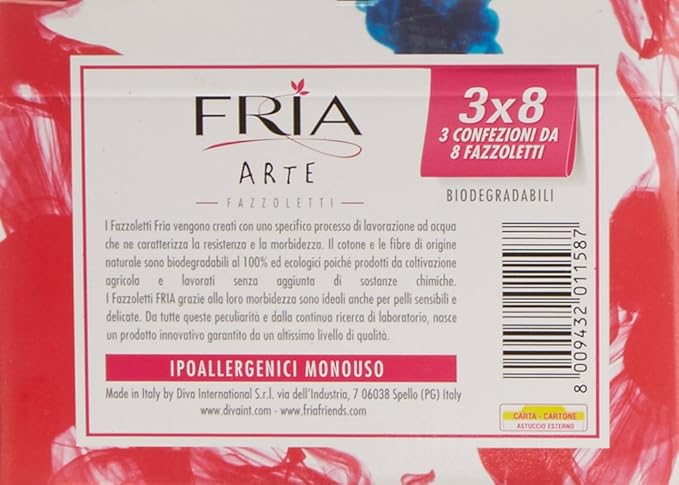 FRIA
ARTE
FAZZOLETTI
3x8
3 CONFEZIONI DA
8 FAZZOLETTI
BIODEGRADABILI
I Fazzoletti Fria vengono creati con uno specifico processo di lavorazione ad acqua
che ne caratterizza la resistenza e la morbidezza. Il cotone e le fibre di origine
naturale sono biodegradabili al 100% ed ecologici poiché prodotti da coltivazione
agricola e lavorati senza aggiunta di sostanze chimiche.
I Fazzoletti FRIA grazie alla loro morbidezza sono ideali anche per pelli sensibili e
delicate. Da tutte queste peculiarità e dalla continua ricerca di laboratorio, nasce
un prodotto innovativo garantito da un altissimo livello di qualità.
IPOALLERGENICI MONOUSO
Made in Italy by Diva International S.r.l. via dell'Industria, 7 06038 Spello (PG) Italy
www.divaint.com - www.friafriends.com
8 009432 011587
CARTA - CARTONE
ASTUCCIO ESTERNO